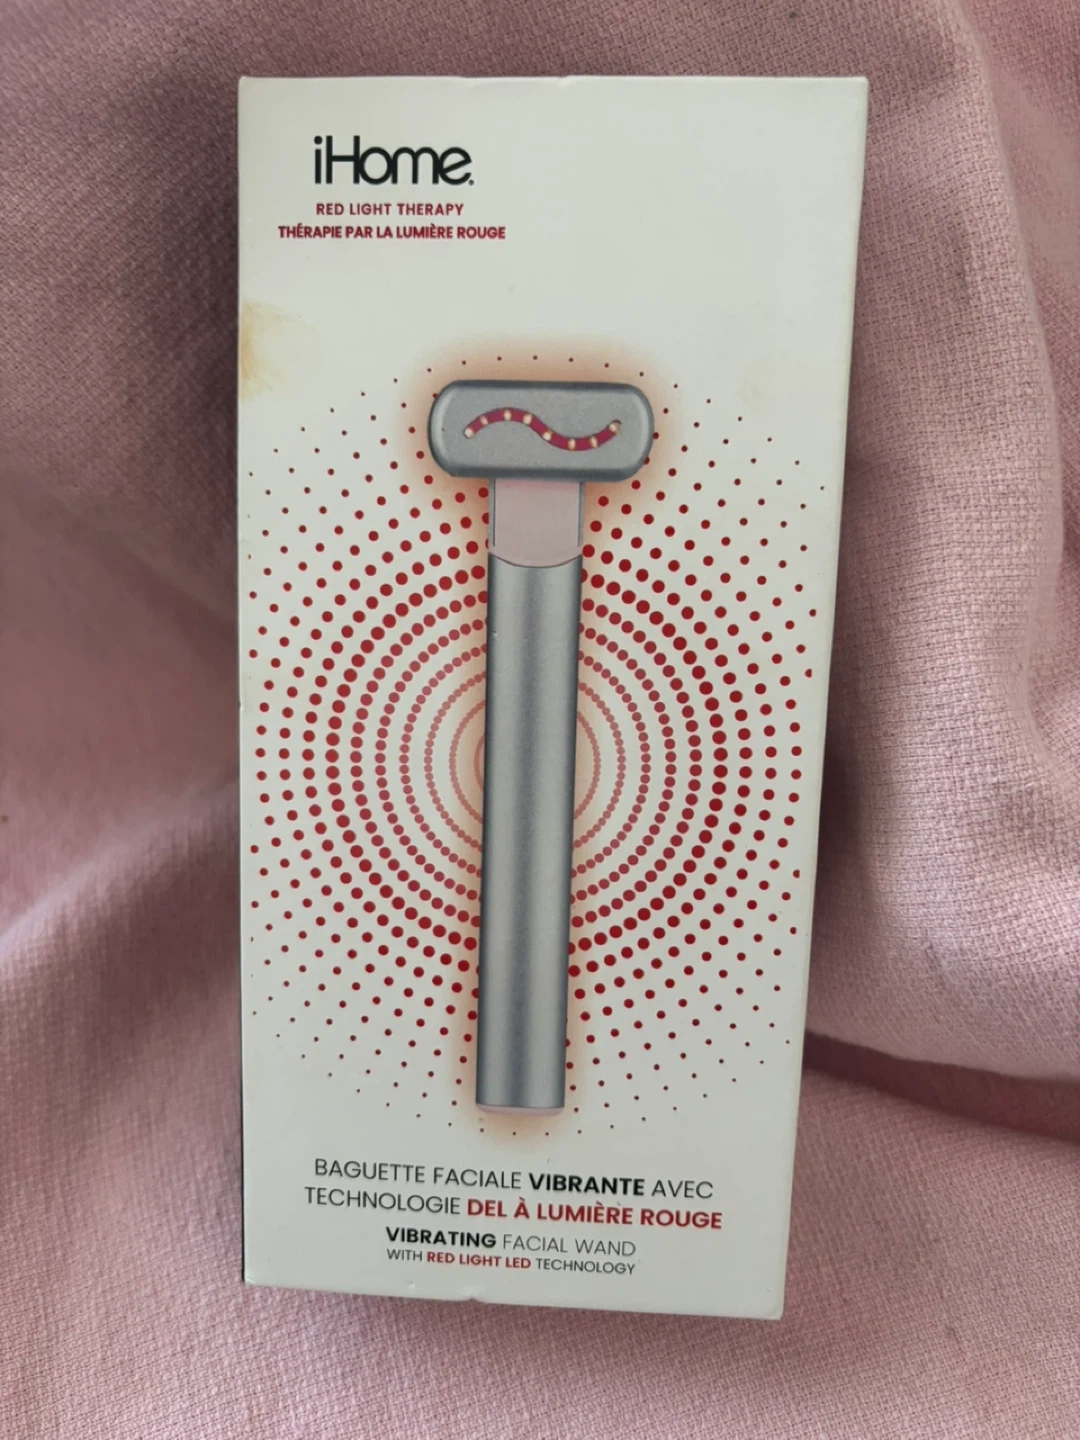 iHome
RED LIGHT THERAPY
THÉRAPIE PAR LA LUMIÈRE ROUGE
BAGUETTE FACIALE VIBRANTE AVEC
TECHNOLOGIE DEL À LUMIÈRE ROUGE
VIBRATING FACIAL WAND
WITH RED LIGHT LED TECHNOLOGY